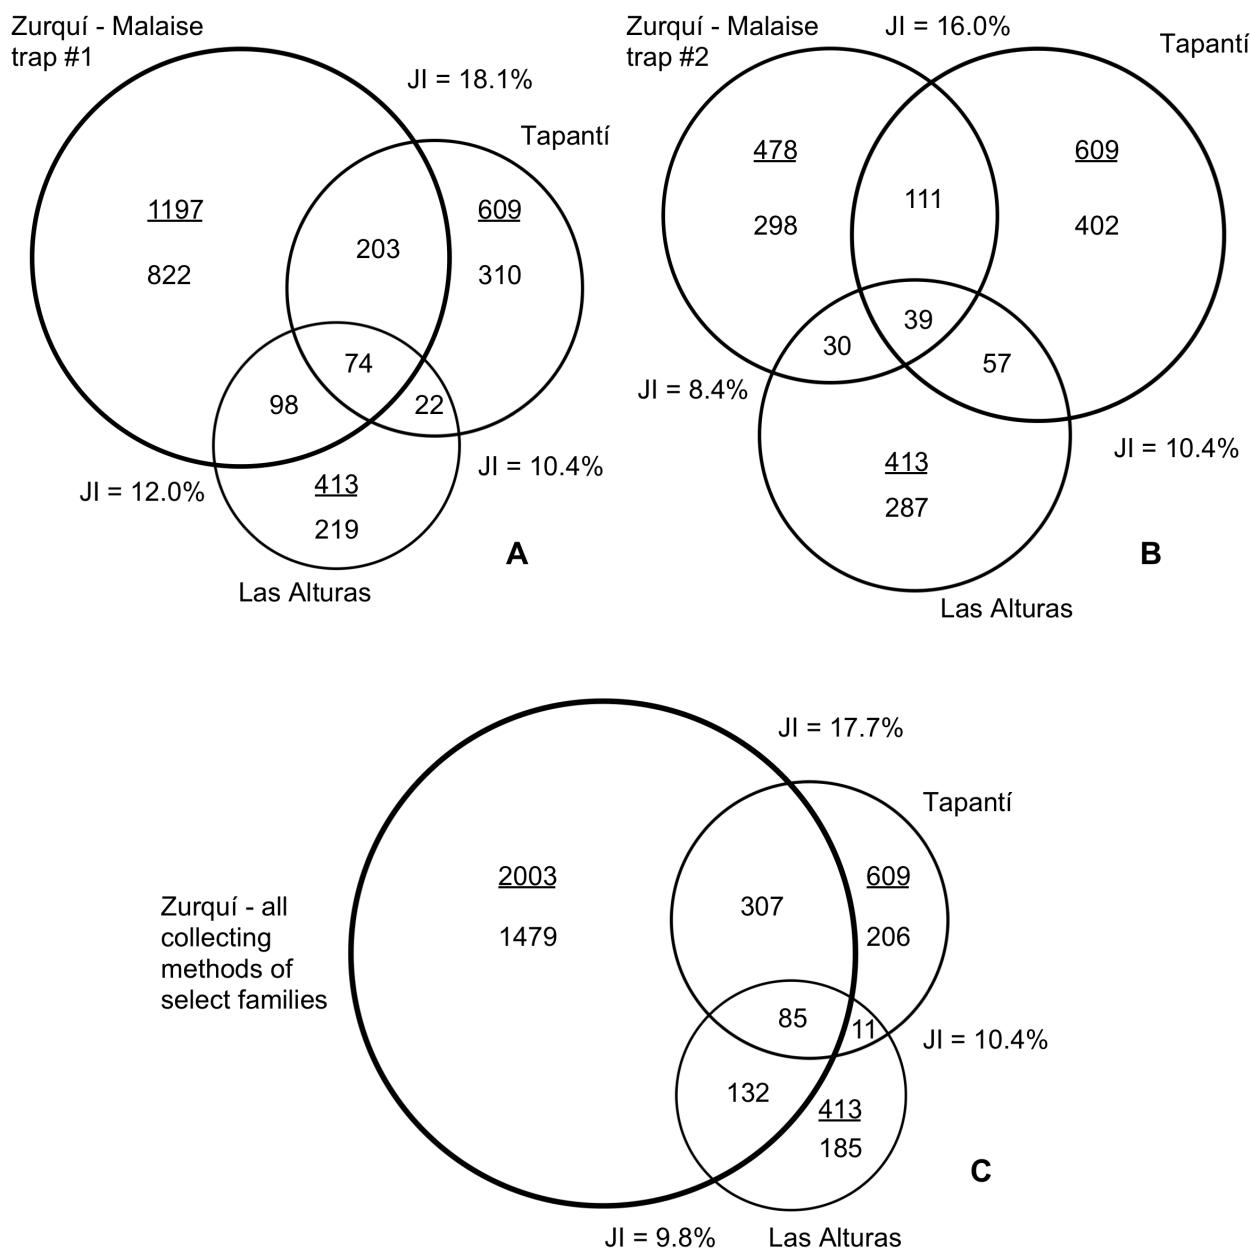 Zurquí - Malaise
trap #1
JI = 18.1%
Tapantí
1197
822
203
609
310
74
98
22
JI = 12.0%
JI = 10.4%
413
219
A
Las Alturas
Zurquí - Malaise
trap #2
JI = 16.0%
Tapantí
478
298
111
609
402
39
30
57
JI = 8.4%
JI = 10.4%
413
287
B
Las Alturas
JI = 17.7%
Tapantí
Zurquí - all
collecting
methods of
select families
2003
1479
307
609
206
85
11
JI = 10.4%
132
413
185
C
JI = 9.8%
Las Alturas